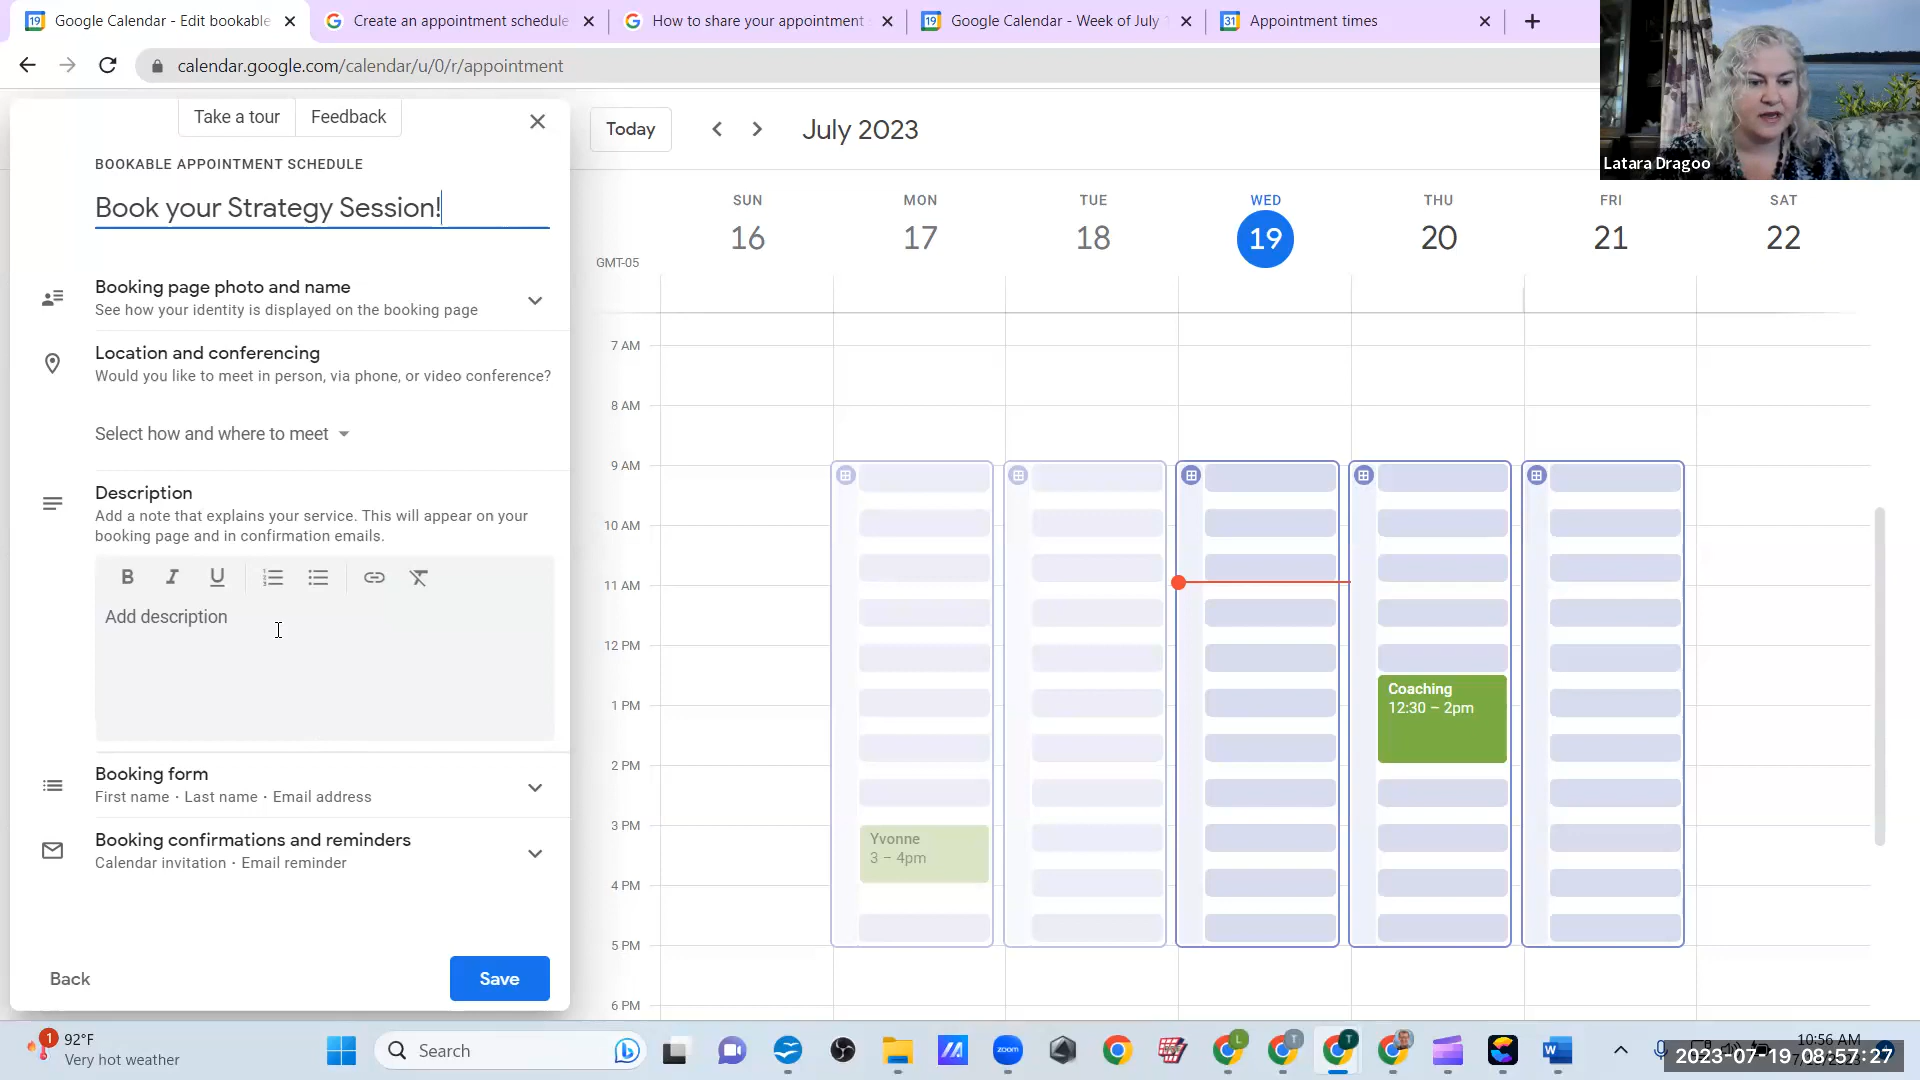 Google Calendar - Edit bookable
Create an appointment schedule
How to share your appointment
Google Calendar - Week of July
Appointment times
calendar.google.com/calendar/u/0/r/appointment
Latara Dragoo
Take a tour
Feedback
BOOKABLE APPOINTMENT SCHEDULE
Book your Strategy Session!
Booking page photo and name
See how your identity is displayed on the booking page
Location and conferencing
Would you like to meet in person, via phone, or video conference?
Select how and where to meet
Description
Add a note that explains your service. This will appear on your
booking page and in confirmation emails.
B I U
Add description
Booking form
First name · Last name · Email address
Booking confirmations and reminders
Calendar invitation · Email reminder
Back
Save
Today
July 2023
SUN MON TUE WED THU FRI SAT
16 17 18 19 20 21 22
GMT-05
7 AM
8 AM
9 AM
10 AM
11 AM
12 PM
Coaching
12:30 – 2pm
1 PM
2 PM
3 PM
Yvonne
3 – 4pm
4 PM
5 PM
6 PM
1
92°F
Very hot weather
Search
zoom
10:56 AM
2023-07-19 08:57:27